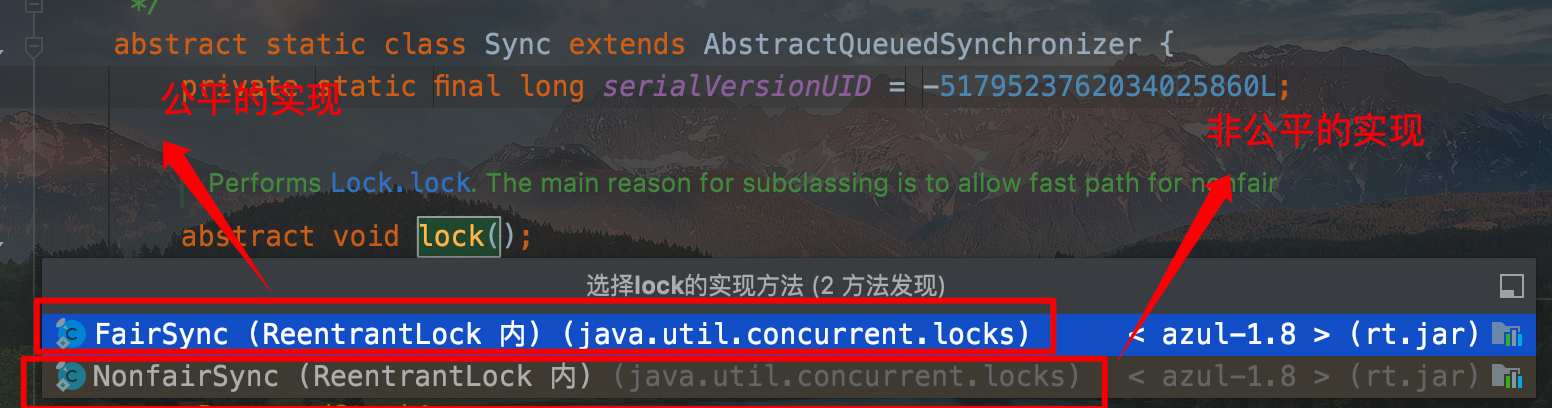 */
abstract static class Sync extends AbstractQueuedSynchronizer {
private static final long serialVersionUID = -5179523762034025860L;
公平的实现
非公平的实现
Performs Lock.lock. The main reason for subclassing is to allow fast path for nonfair
abstract void lock();
选择lock的实现方法 (2 方法发现)
FairSync (ReentrantLock 内) (java.util.concurrent.locks) < azul-1.8 > (rt.jar)
NonfairSync (ReentrantLock 内) (java.util.concurrent.locks) < azul-1.8 > (rt.jar)